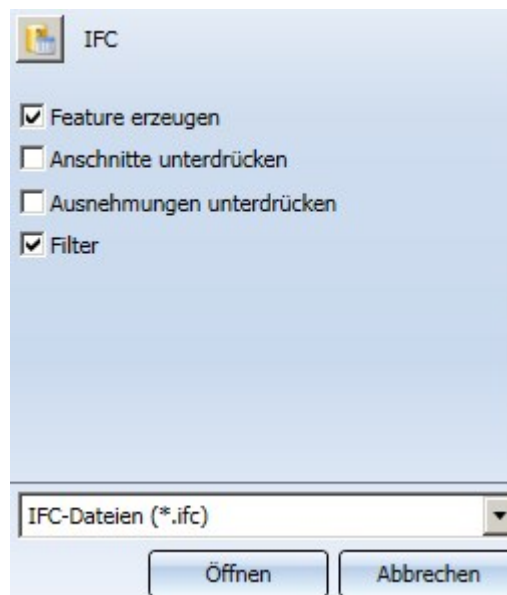 IFC
Feature erzeugen
Anschnitte unterdrücken
Ausnehmungen unterdrücken
Filter
IFC-Dateien (*.ifc)
Öffnen Abbrechen